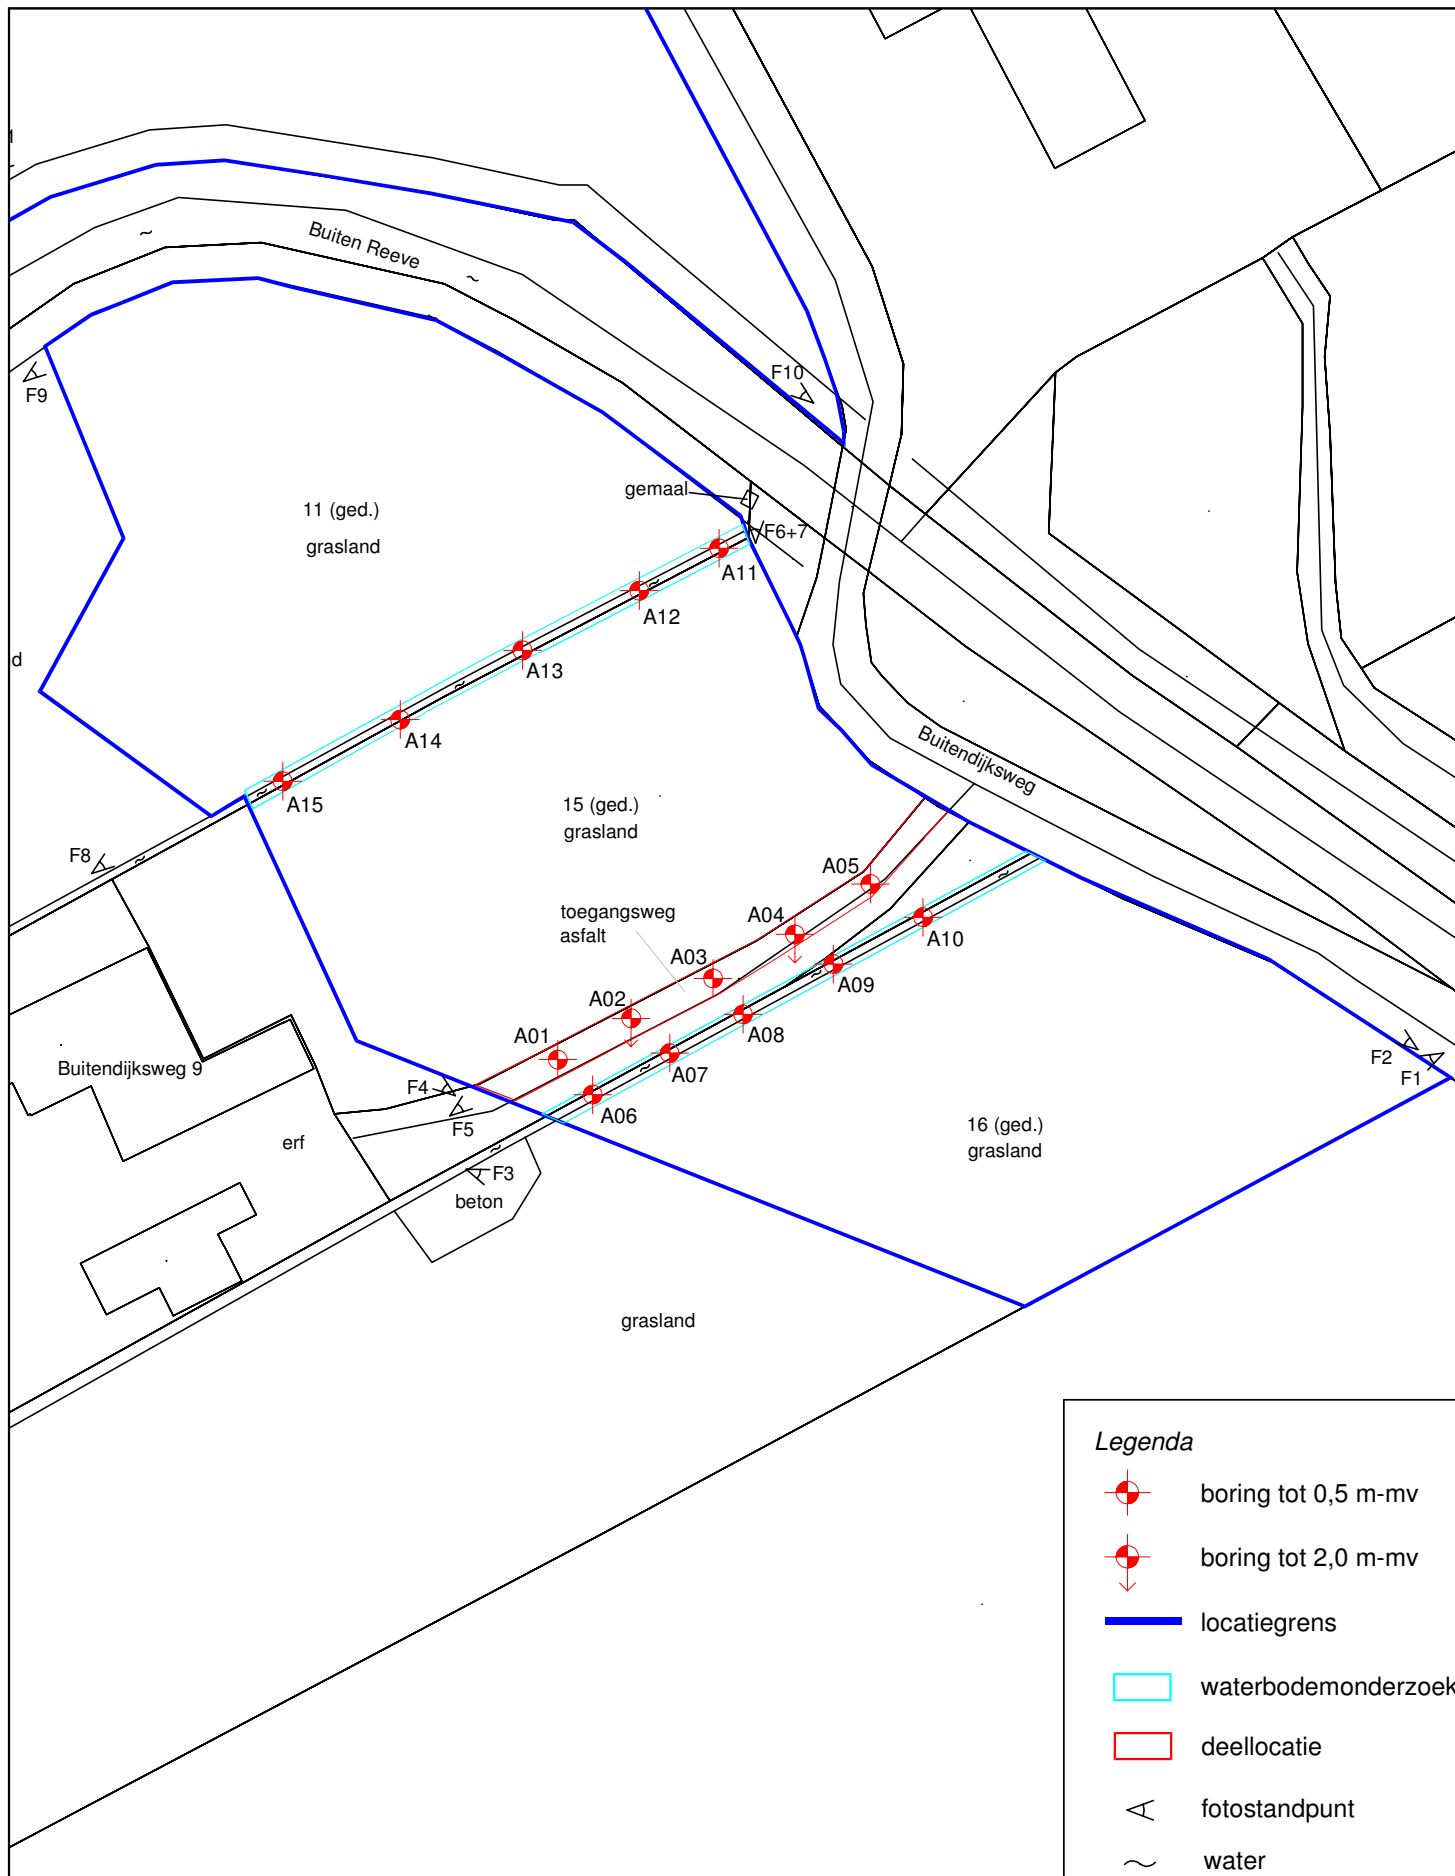 Buiten Reeve
F10
F9
gemaal
11 (ged.)
F6+7
grasland
A11
A12
d
A13
A14
Buitendijksweg
A15
15 (ged.)
grasland
F8
A05
toegangsweg
asfalt
A04
A10
A03
A09
A02
A08
A01
F2
Buitendijksweg 9
A07
F1
F4
A06
F5
16 (ged.)
erf
grasland
F3
beton
grasland
Legenda
boring tot 0,5 m-mv
boring tot 2,0 m-mv
locatiegrens
waterbodemonderzoek
deellocatie
fotostandpunt
water